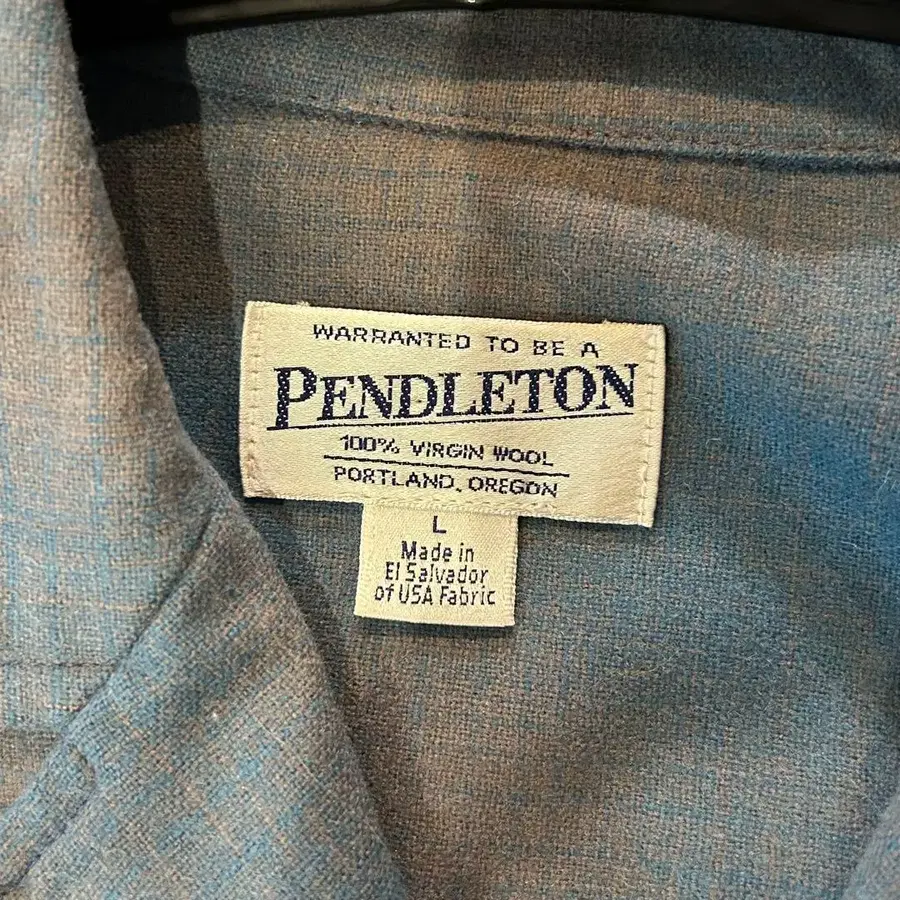 WARRANTED TO BE A
PENDLETON
100% VIRGIN WOOL
PORTLAND, OREGON
L
Made in
El Salvador
of USA Fabric